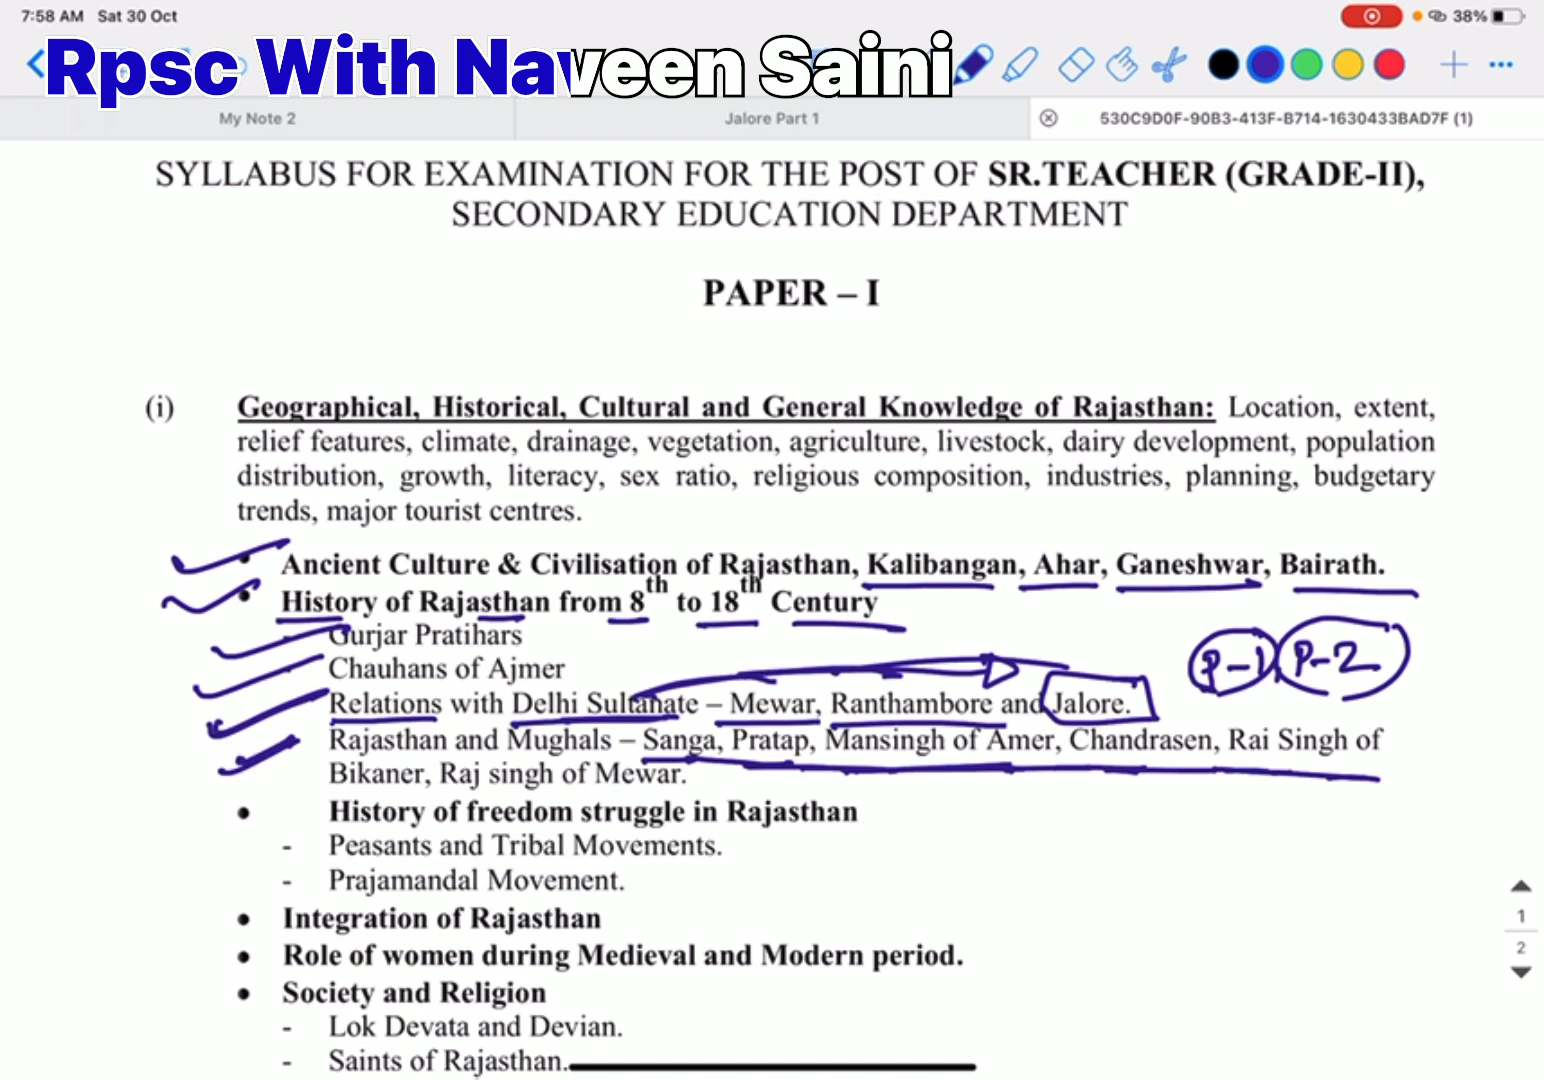 7:58 AM Sat 30 Oct
38%
Rpsc With Naveen Saini
My Note 2
Jalore Part 1
530C9D0F-90B3-413F-B714-1630433BAD7F (1)
SYLLABUS FOR EXAMINATION FOR THE POST OF SR.TEACHER (GRADE-II),
SECONDARY EDUCATION DEPARTMENT
PAPER – I
(i) Geographical, Historical, Cultural and General Knowledge of Rajasthan: Location, extent,
relief features, climate, drainage, vegetation, agriculture, livestock, dairy development, population
distribution, growth, literacy, sex ratio, religious composition, industries, planning, budgetary
trends, major tourist centres.
• Ancient Culture & Civilisation of Rajasthan, Kalibangan, Ahar, Ganeshwar, Bairath.
• History of Rajasthan from 8th to 18th Century
Gurjar Pratihars
Chauhans of Ajmer
P-1 P-2
Relations with Delhi Sultanate – Mewar, Ranthambore and Jalore.
Rajasthan and Mughals – Sanga, Pratap, Mansingh of Amer, Chandrasen, Rai Singh of
Bikaner, Raj singh of Mewar.
• History of freedom struggle in Rajasthan
- Peasants and Tribal Movements.
- Prajamandal Movement.
• Integration of Rajasthan
• Role of women during Medieval and Modern period.
• Society and Religion
- Lok Devata and Devian.
- Saints of Rajasthan.
1
2